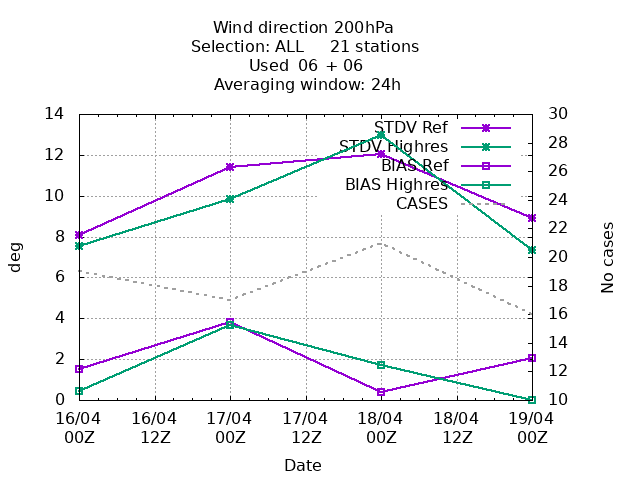 Wind direction 200hPa
Selection: ALL     21 stations
Used  06 + 06
Averaging window: 24h
14
12
10
8
6
4
2
0
deg
30
28
26
24
22
20
18
16
14
12
10
No cases
STDV Ref
STDV Highres
BIAS Ref
BIAS Highres
CASES
16/04 16/04 17/04 17/04 18/04 18/04 19/04
00Z 12Z 00Z 12Z 00Z 12Z 00Z
Date